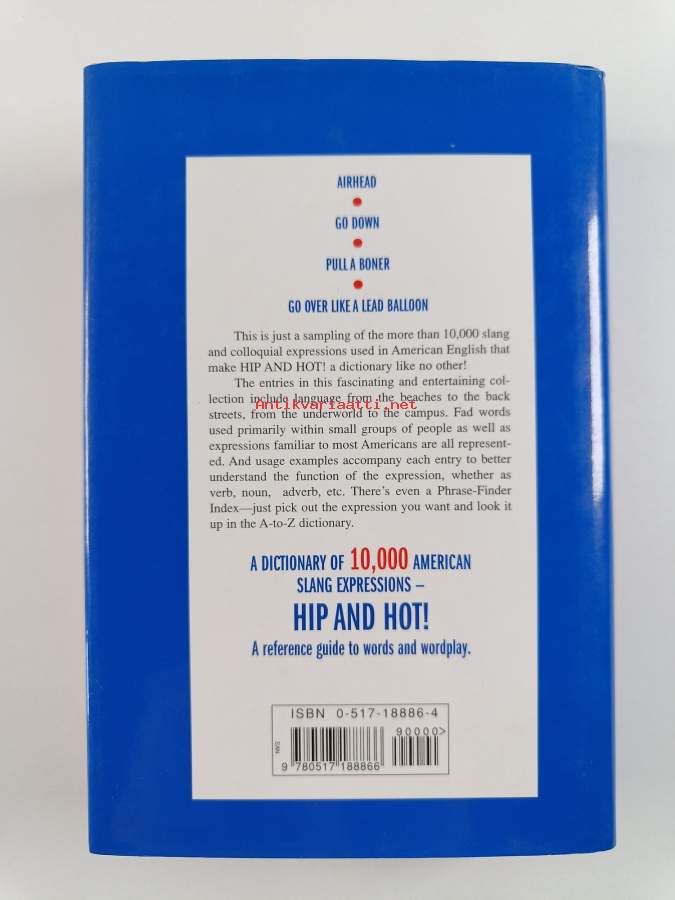 AIRHEAD
GO DOWN
PULL A BONER
GO OVER LIKE A LEAD BALLOON
This is just a sampling of the more than 10,000 slang
and colloquial expressions used in American English that
make HIP AND HOT! a dictionary like no other!
The entries in this fascinating and entertaining col-
lection include language from the beaches to the back
Antikvariaatti.net
streets, from the underworld to the campus. Fad words
used primarily within small groups of people as well as
expressions familiar to most Americans are all represent-
ed. And usage examples accompany each entry to better
understand the function of the expression, whether as
verb, noun, adverb, etc. There's even a Phrase-Finder
Index—just pick out the expression you want and look it
up in the A-to-Z dictionary.
A DICTIONARY OF 10,000 AMERICAN
SLANG EXPRESSIONS –
HIP AND HOT!
A reference guide to words and wordplay.
ISBN 0-517-18886-4
90000>
EAN
9 780517 188866